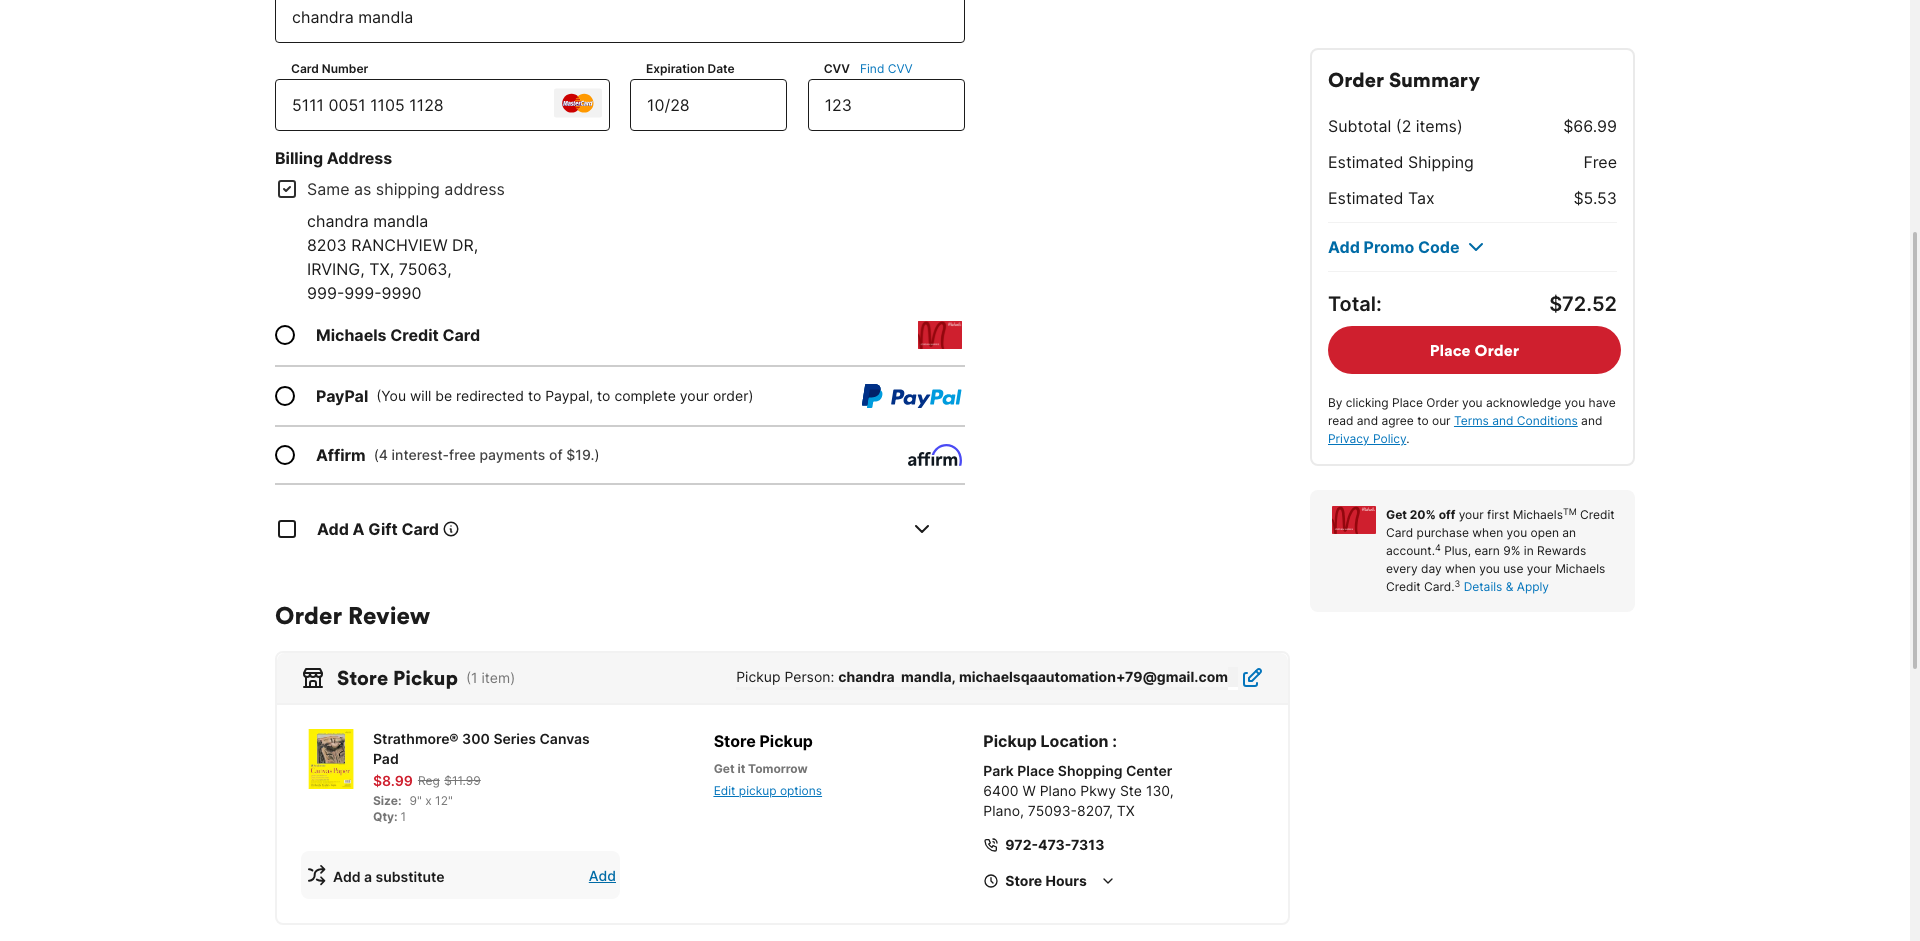 chandra mandla
Card Number
Expiration Date
CVV Find CVV
5111 0051 1105 1128
MasterCard
10/28
123
Billing Address
Same as shipping address
chandra mandla
8203 RANCHVIEW DR,
IRVING, TX, 75063,
999-999-9990
Michaels Credit Card
PayPal (You will be redirected to Paypal, to complete your order)
PayPal
Affirm (4 interest-free payments of $19.)
affirm
Add A Gift Card
Order Summary
Subtotal (2 items) $66.99
Estimated Shipping Free
Estimated Tax $5.53
Add Promo Code
Total: $72.52
Place Order
By clicking Place Order you acknowledge you have
read and agree to our Terms and Conditions and
Privacy Policy.
Get 20% off your first Michaels™ Credit
Card purchase when you open an
account.⁴ Plus, earn 9% in Rewards
every day when you use your Michaels
Credit Card.³ Details & Apply
Order Review
Store Pickup (1 item)
Pickup Person: chandra mandla, michaelsqaautomation+79@gmail.com
Strathmore® 300 Series Canvas
Pad
$8.99 Reg $11.99
Size: 9" x 12"
Qty: 1
Add a substitute Add
Store Pickup
Get it Tomorrow
Edit pickup options
Pickup Location :
Park Place Shopping Center
6400 W Plano Pkwy Ste 130,
Plano, 75093-8207, TX
972-473-7313
Store Hours